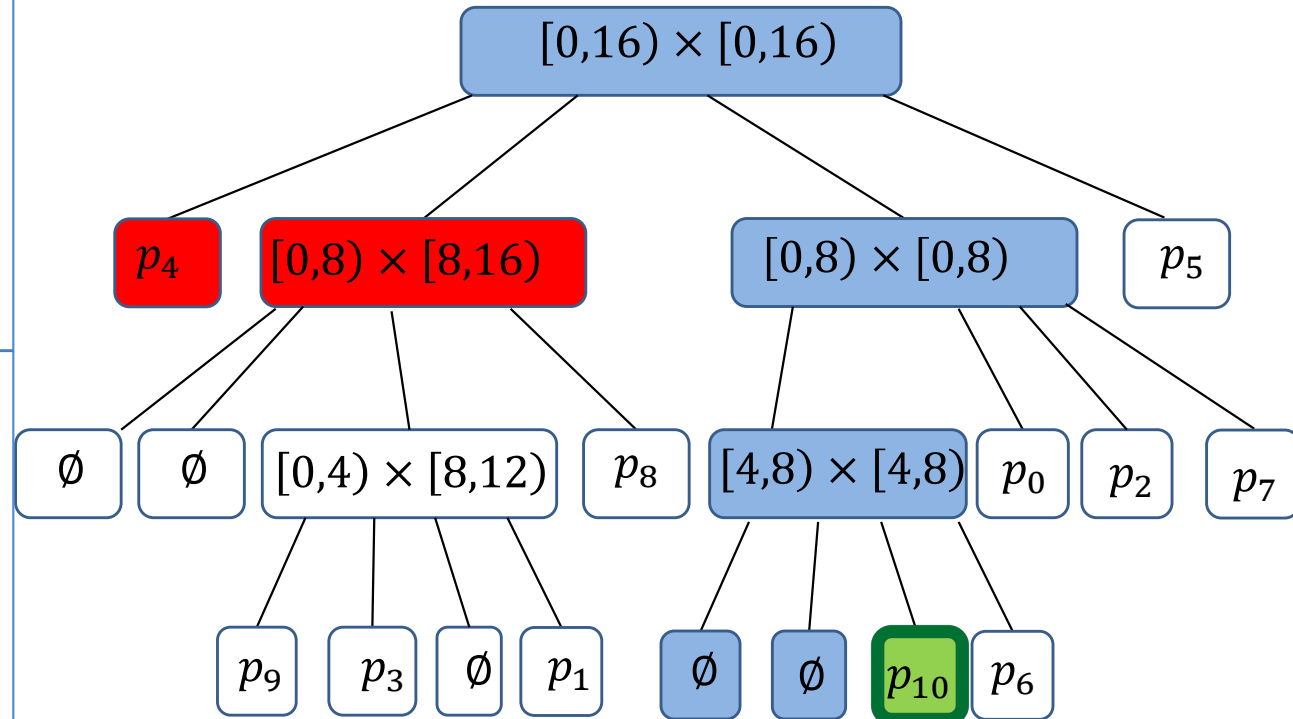 [0,16) × [0,16)
p₄ [0,8) × [8,16) [0,8) × [0,8) p₅
∅ ∅ [0,4) × [8,12) p₈ [4,8) × [4,8) p₀ p₂ p₇
p₉ p₃ ∅ p₁ ∅ ∅ p₁₀ p₆